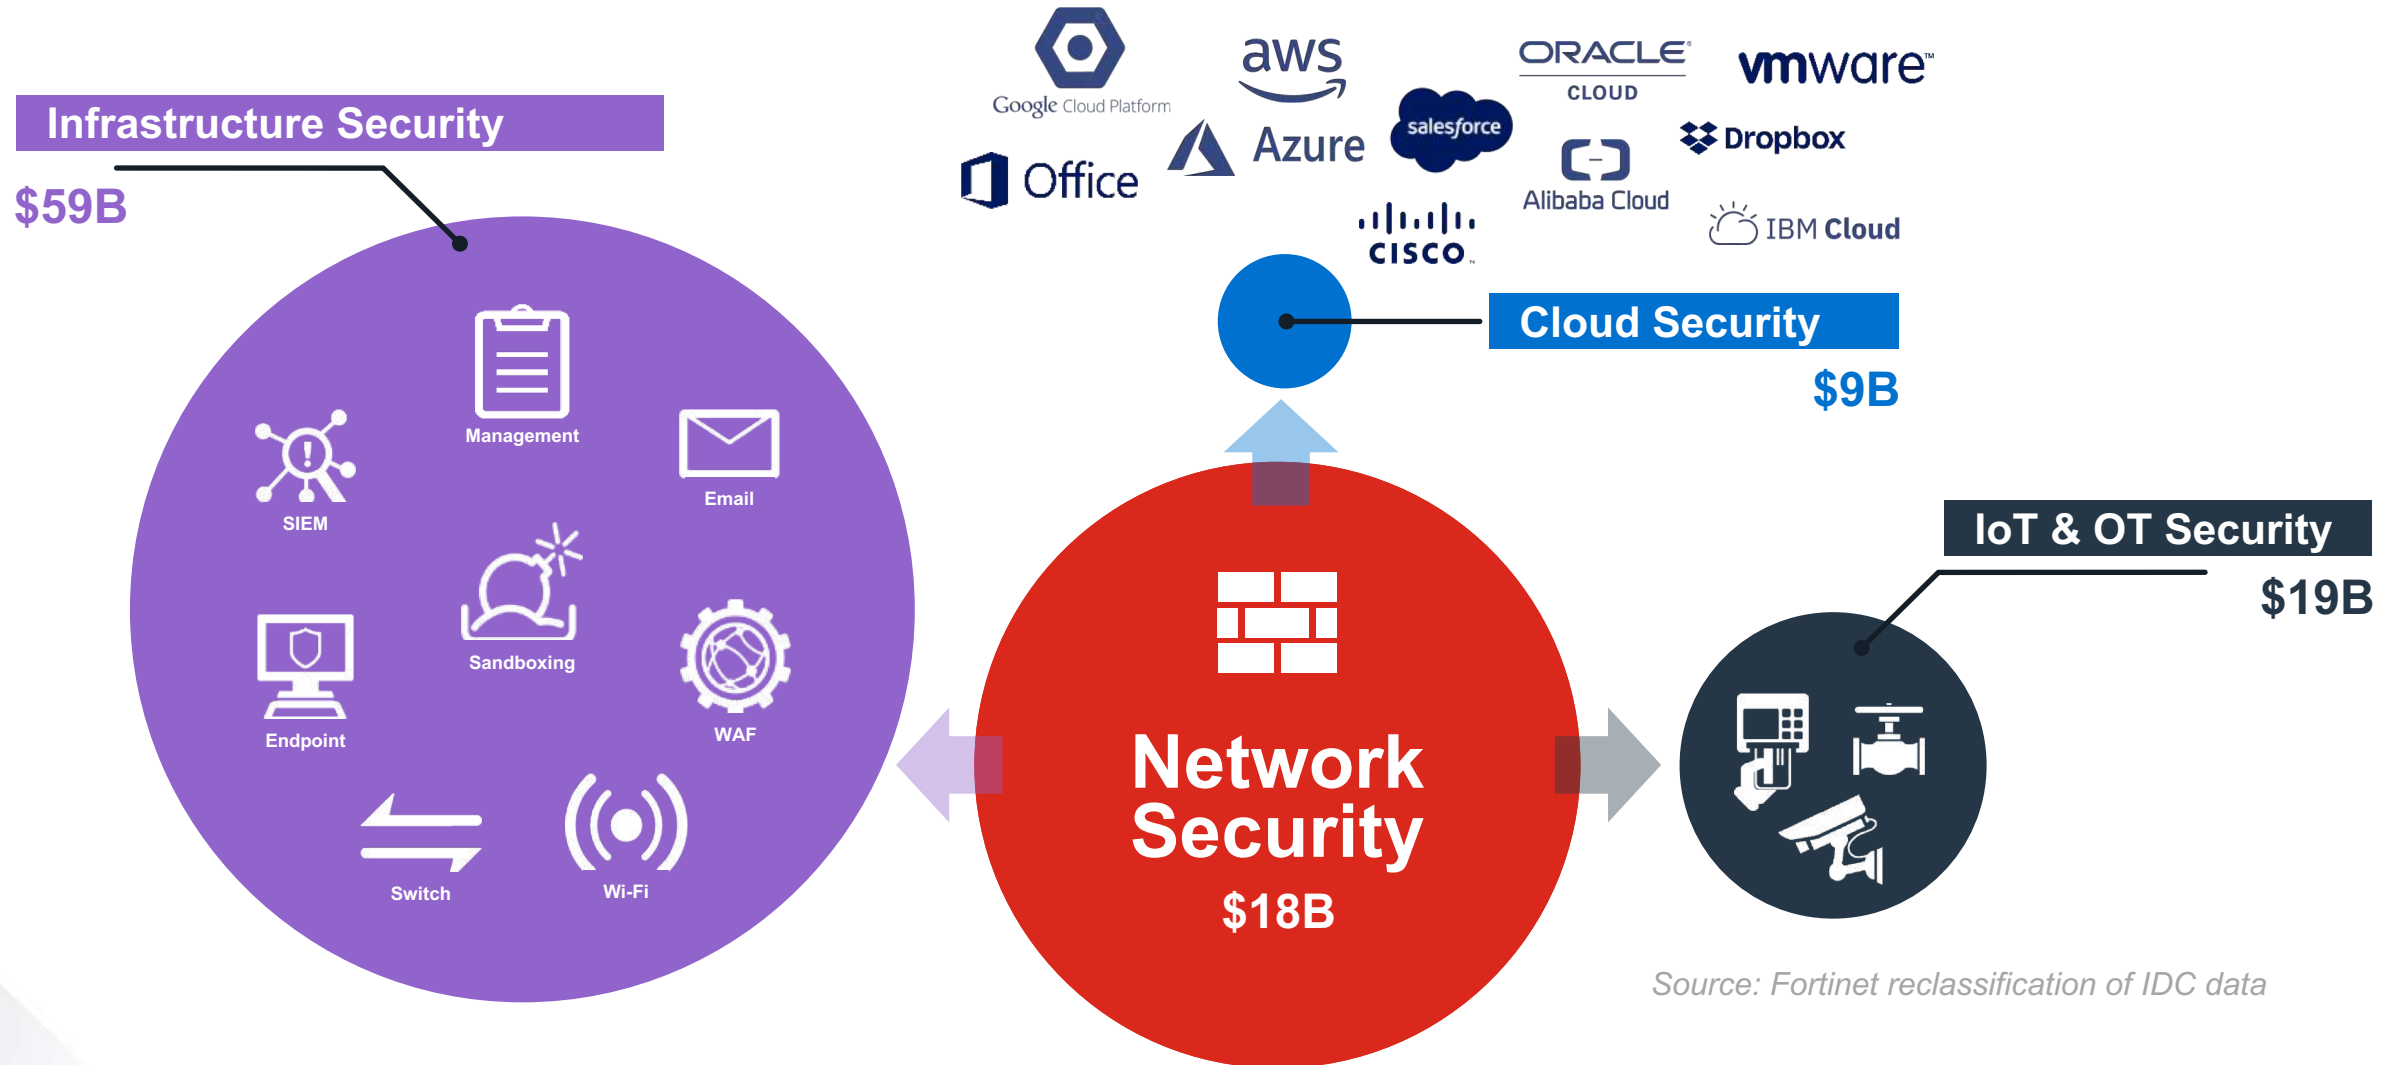 Infrastructure Security
$59B
Management
SIEM
Email
Sandboxing
Endpoint
WAF
Switch
Wi-Fi
Google Cloud Platform
aws
ORACLE®
CLOUD
vmware™
Office
Azure
salesforce
Alibaba Cloud
Dropbox
CISCO™
IBM Cloud
Cloud Security
$9B
Network
Security
$18B
IoT & OT Security
$19B
Source: Fortinet reclassification of IDC data